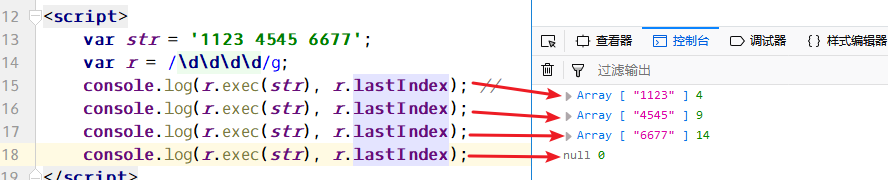 12 <script>
13 var str = '1123 4545 6677';
14 var r = /\d\d\d\d/g;
15 console.log(r.exec(str), r.lastIndex); //
16 console.log(r.exec(str), r.lastIndex);
17 console.log(r.exec(str), r.lastIndex);
18 console.log(r.exec(str), r.lastIndex);
19 </script>
查看器 控制台 调试器 样式编辑器
过滤输出
Array [ "1123" ] 4
Array [ "4545" ] 9
Array [ "6677" ] 14
null 0